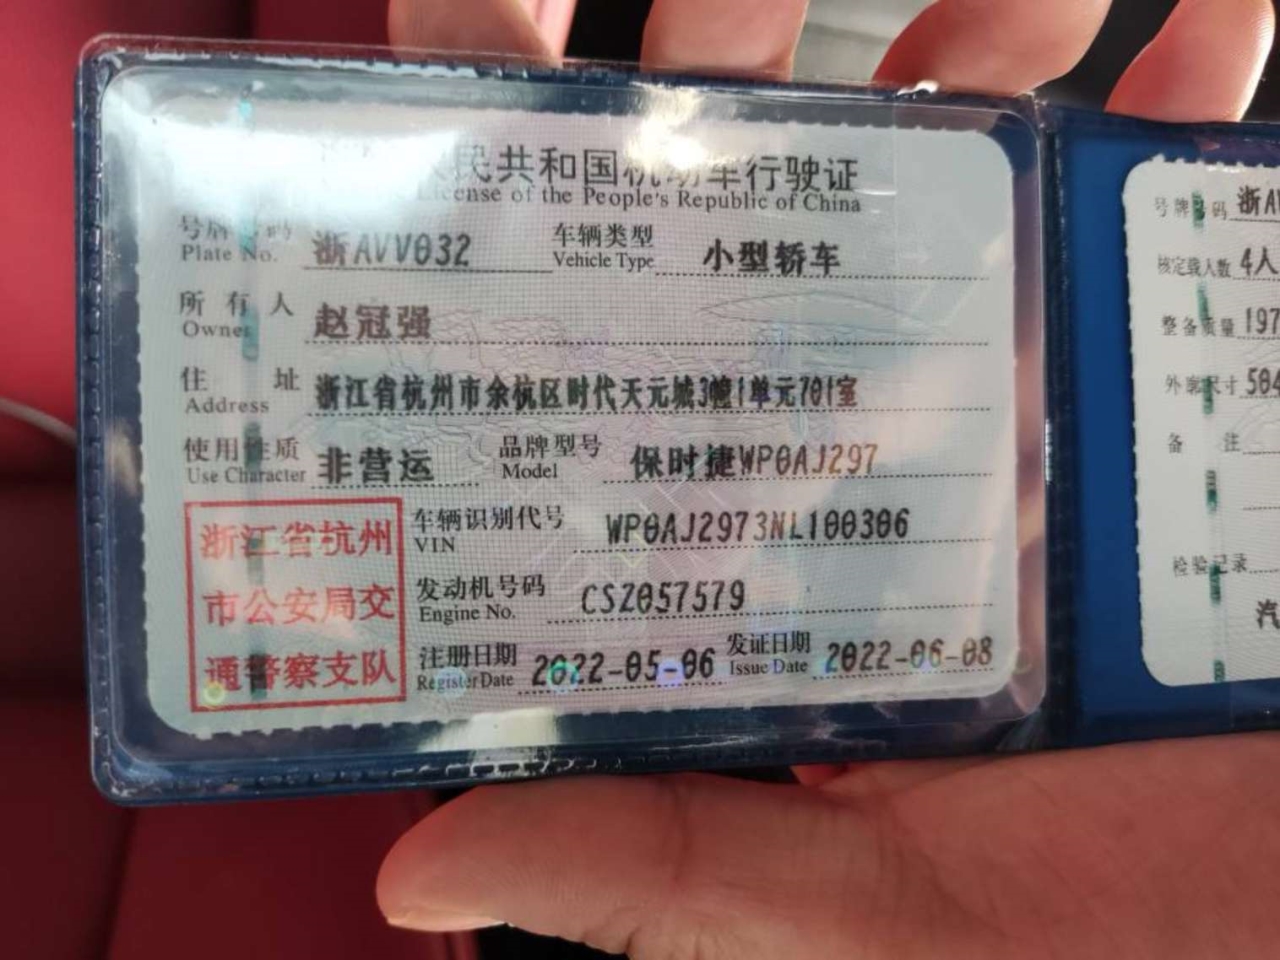 民共和国机动车行驶证
License of the People's Republic of China
号牌号码 浙AVV032 车辆类型 小型轿车
Plate No. Vehicle Type
所有人 赵冠强
Owner
住址 浙江省杭州市余杭区时代天元城3幢1单元701室
Address
使用性质 非营运 品牌型号 保时捷WP0AJ297
Use Character Model
浙江省杭州
市公安局交
通警察支队
车辆识别代号 WP0AJ2973NL100306
VIN
发动机号码 CSZ057579
Engine No.
注册日期 2022-05-06 发证日期 2022-06-08
Register Date Issue Date
号牌号码 浙A
核定载人数 4人
整备质量 197
外廓尺寸 504
备注
检验记录
汽